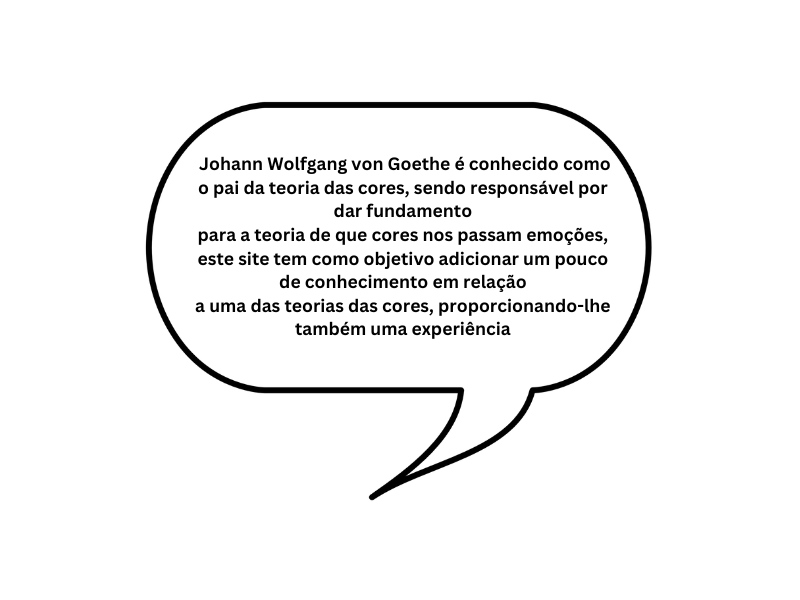 Johann Wolfgang von Goethe é conhecido como
o pai da teoria das cores, sendo responsável por
dar fundamento
para a teoria de que cores nos passam emoções,
este site tem como objetivo adicionar um pouco
de conhecimento em relação
a uma das teorias das cores, proporcionando-lhe
também uma experiência